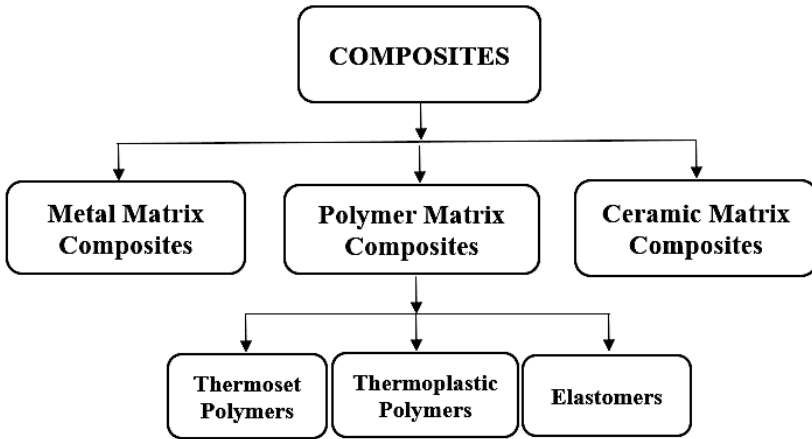 COMPOSITES
Metal Matrix
Composites
Polymer Matrix
Composites
Ceramic Matrix
Composites
Thermoset
Polymers
Thermoplastic
Polymers
Elastomers